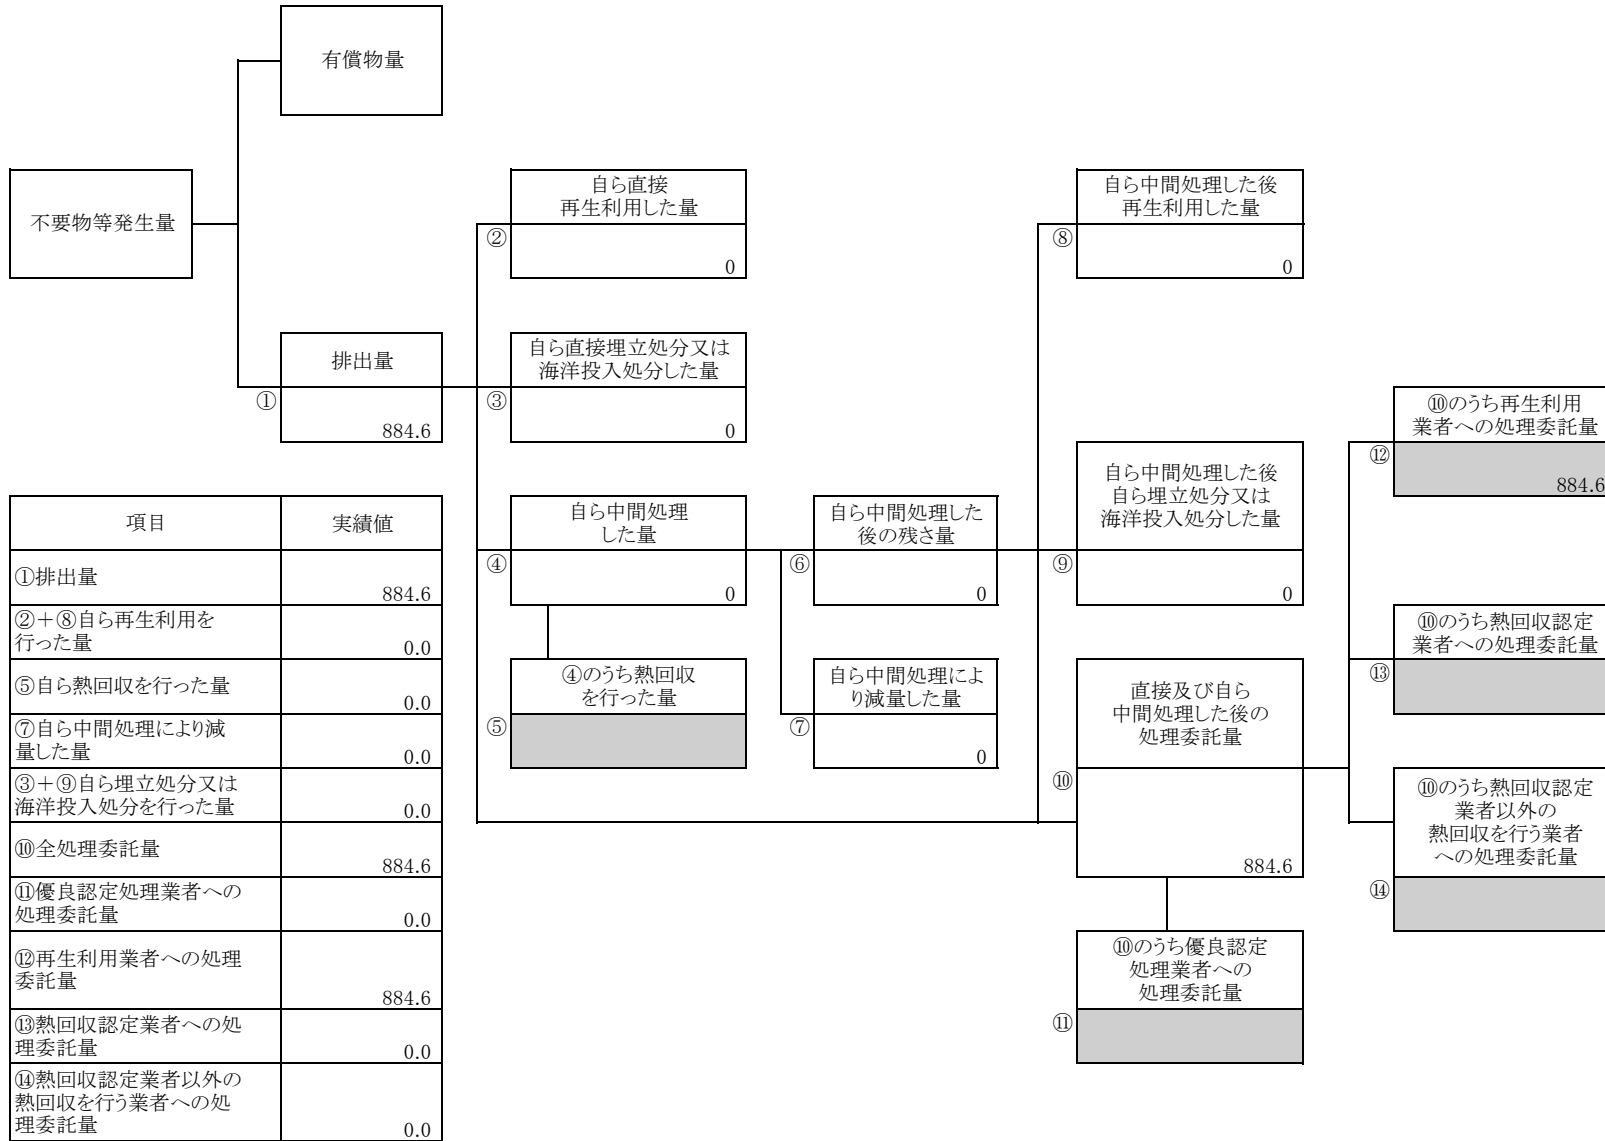 有償物量
不要物等発生量
自ら直接
再生利用した量
②
0
自ら中間処理した後
再生利用した量
⑧
0
排出量
①
884.6
自ら直接埋立処分又は
海洋投入処分した量
③
0
⑩のうち再生利用
業者への処理委託量
⑫
884.6
自ら中間処理
した量
④
0
自ら中間処理した
後の残さ量
⑥
0
自ら中間処理した後
自ら埋立処分又は
海洋投入処分した量
⑨
0
⑩のうち熱回収認定
業者への処理委託量
⑬
④のうち熱回収
を行った量
⑤
自ら中間処理によ
り減量した量
⑦
0
直接及び自ら
中間処理した後の
処理委託量
⑩
884.6
⑩のうち熱回収認定
業者以外の
熱回収を行う業者
への処理委託量
⑭
⑩のうち優良認定
処理業者への
処理委託量
⑪
項目 実績値
①排出量
884.6
②+⑧自ら再生利用を
行った量
0.0
⑤自ら熱回収を行った量
0.0
⑦自ら中間処理により減
量した量
0.0
③+⑨自ら埋立処分又は
海洋投入処分を行った量
0.0
⑩全処理委託量
884.6
⑪優良認定処理業者への
処理委託量
0.0
⑫再生利用業者への処理
委託量
884.6
⑬熱回収認定業者への処
理委託量
0.0
⑭熱回収認定業者以外の
熱回収を行う業者への処
理委託量
0.0